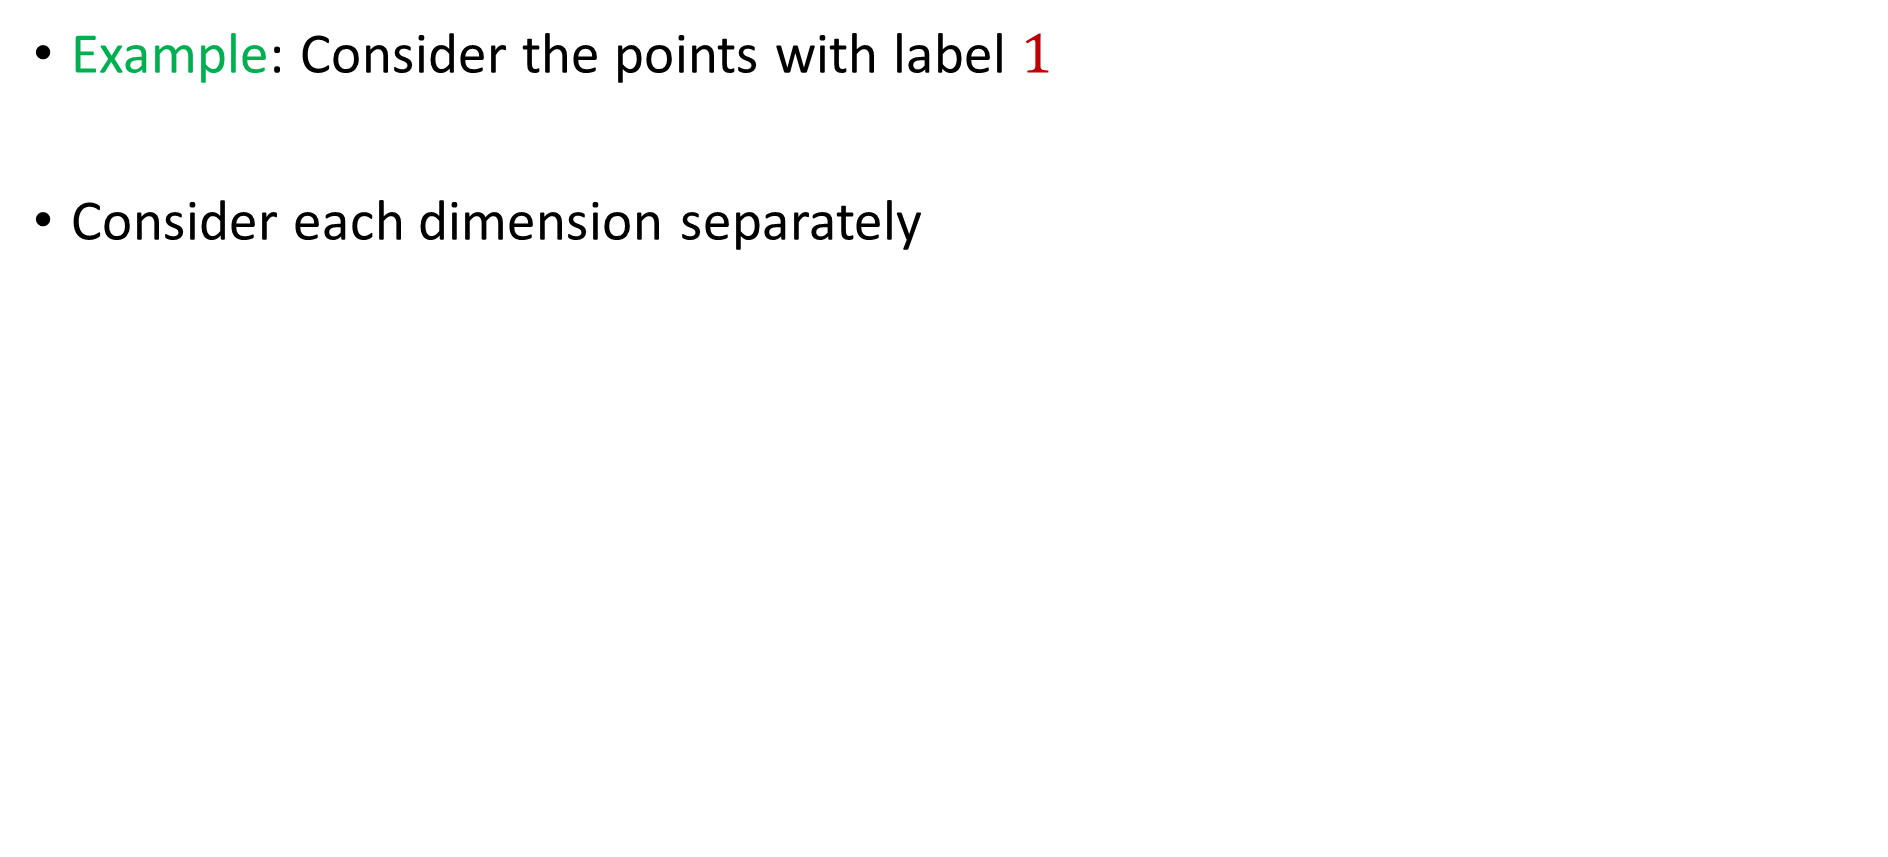 • Example: Consider the points with label 1
• Consider each dimension separately